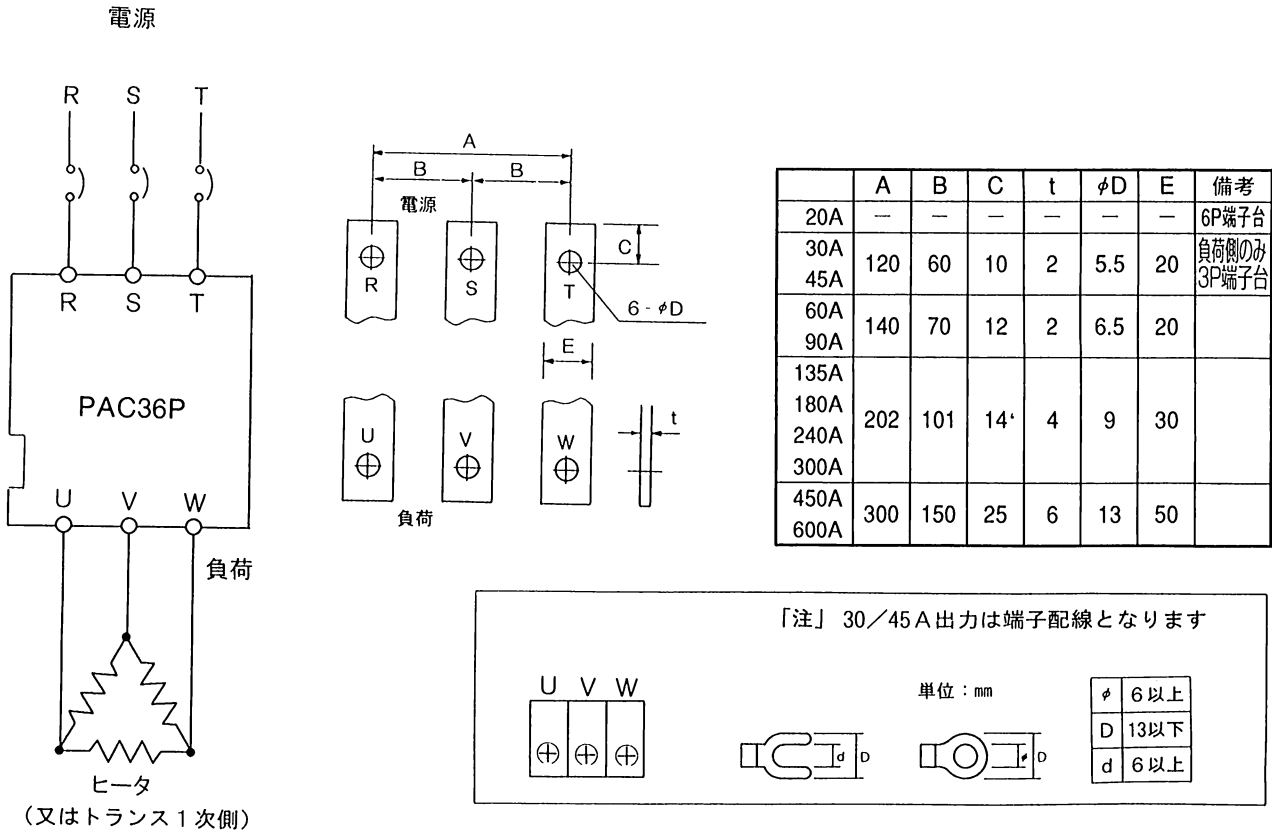 電源
R S T
R S T
PAC36P
U V W
負荷
ヒータ
(又はトランス1次側)
A
B B
電源
C
R S T
6-φD
E
U V W
t
負荷
A B C t φD E 備考
20A — — — — — — 6P端子台
30A
45A
120 60 10 2 5.5 20
負荷側のみ
3P端子台
60A
90A
140 70 12 2 6.5 20
135A
180A
240A
300A
202 101 14 4 9 30
450A
600A
300 150 25 6 13 50
「注」 30/45A出力は端子配線となります
U V W
単位:mm
d D
φ D
φ 6以上
D 13以下
d 6以上